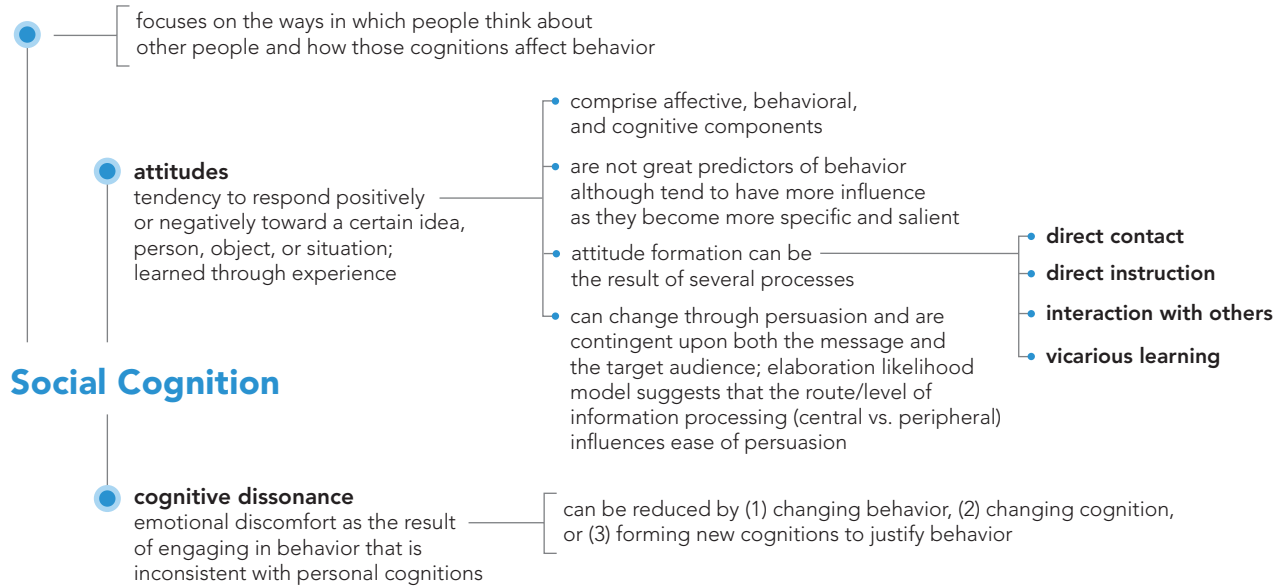 focuses on the ways in which people think about
other people and how those cognitions affect behavior
attitudes
tendency to respond positively
or negatively toward a certain idea,
person, object, or situation;
learned through experience
comprise affective, behavioral,
and cognitive components
are not great predictors of behavior
although tend to have more influence
as they become more specific and salient
attitude formation can be
the result of several processes
direct contact
direct instruction
interaction with others
vicarious learning
can change through persuasion and are
contingent upon both the message and
the target audience; elaboration likelihood
model suggests that the route/level of
information processing (central vs. peripheral)
influences ease of persuasion
Social Cognition
cognitive dissonance
emotional discomfort as the result
of engaging in behavior that is
inconsistent with personal cognitions
can be reduced by (1) changing behavior, (2) changing cognition,
or (3) forming new cognitions to justify behavior